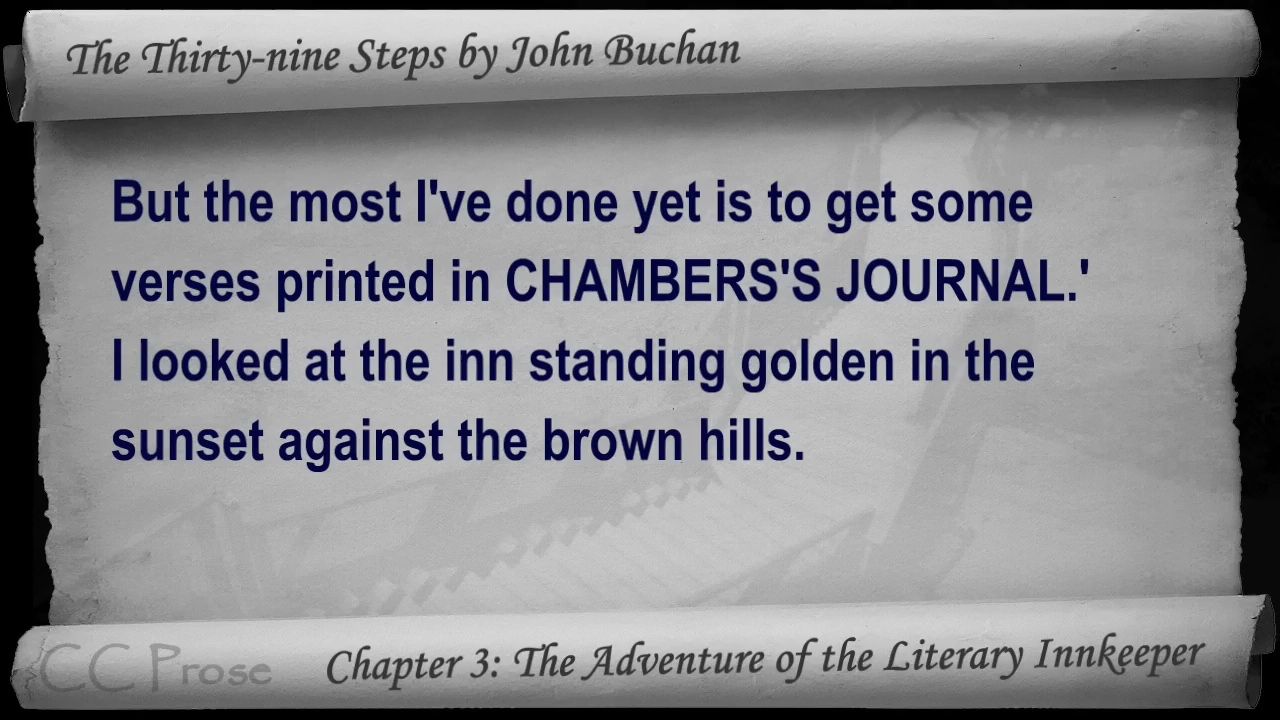 The Thirty-nine Steps by John Buchan
But the most I've done yet is to get some
verses printed in CHAMBERS'S JOURNAL.'
I looked at the inn standing golden in the
sunset against the brown hills.
CC Prose
Chapter 3: The Adventure of the Literary Innkeeper